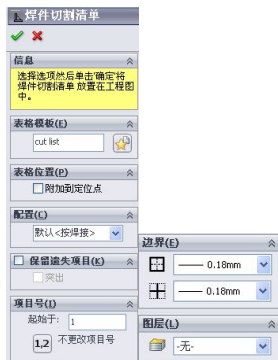 焊件切割清单
信息
选择选项然后单击'确定'将
焊件切割清单 放置在工程图
中。
表格模板(E)
cut list
表格位置(P)
附加到定位点
配置(C)
默认<按焊接>
保留遗失项目(K)
突出
项目号(I)
起始于: 1
1,2 不更改项目号
边界(E)
0.18mm
0.18mm
图层(L)
-无-